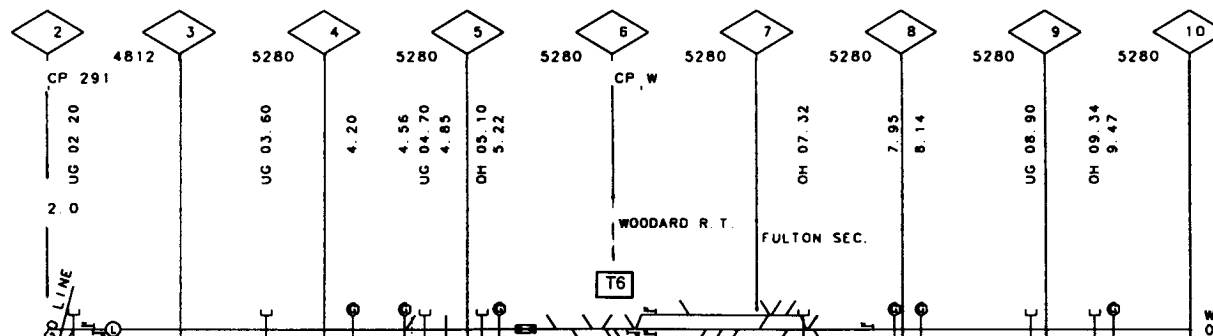 2 3 4 5 6 7 8 9 10
4812 5280 5280 5280 5280 5280 5280 5280
CP 291
CP W
UG 02 20
UG 03.60
4.20
4.56
UG 04.70
4.85
OH 05.10
5.22
OH 07.32
7.95
8.14
UG 08.90
OH 09.34
9.47
2.0
WOODARD R.T.
FULTON SEC.
T6
LINE
G G G G G G
L